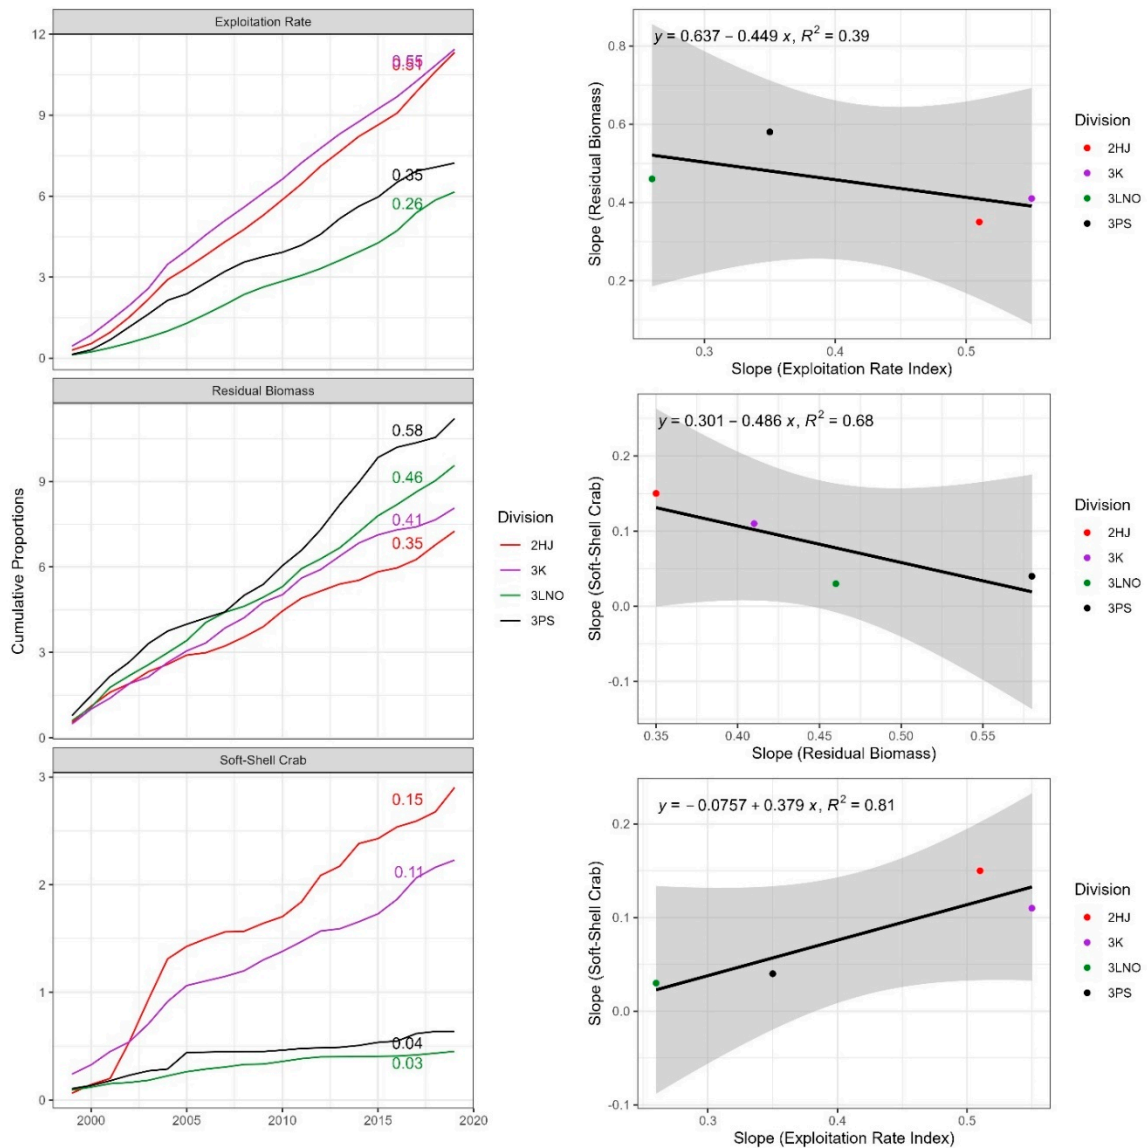 Exploitation Rate
12
9
6
3
0
0.55
0.51
0.35
0.26
Residual Biomass
9
6
3
0
0.58
0.46
0.41
0.35
Soft-Shell Crab
3
2
1
0
0.15
0.11
0.04
0.03
2000 2005 2010 2015 2020
Cumulative Proportions
Division
2HJ
3K
3LNO
3PS
y = 0.637 − 0.449 x, R² = 0.39
0.8
0.6
0.4
0.2
Slope (Residual Biomass)
0.3 0.4 0.5
Slope (Exploitation Rate Index)
Division
2HJ
3K
3LNO
3PS
y = 0.301 − 0.486 x, R² = 0.68
0.2
0.1
0.0
-0.1
Slope (Soft-Shell Crab)
0.35 0.40 0.45 0.50 0.55
Slope (Residual Biomass)
Division
2HJ
3K
3LNO
3PS
y = − 0.0757 + 0.379 x, R² = 0.81
0.2
0.1
0.0
-0.1
Slope (Soft-Shell Crab)
0.3 0.4 0.5
Slope (Exploitation Rate Index)
Division
2HJ
3K
3LNO
3PS